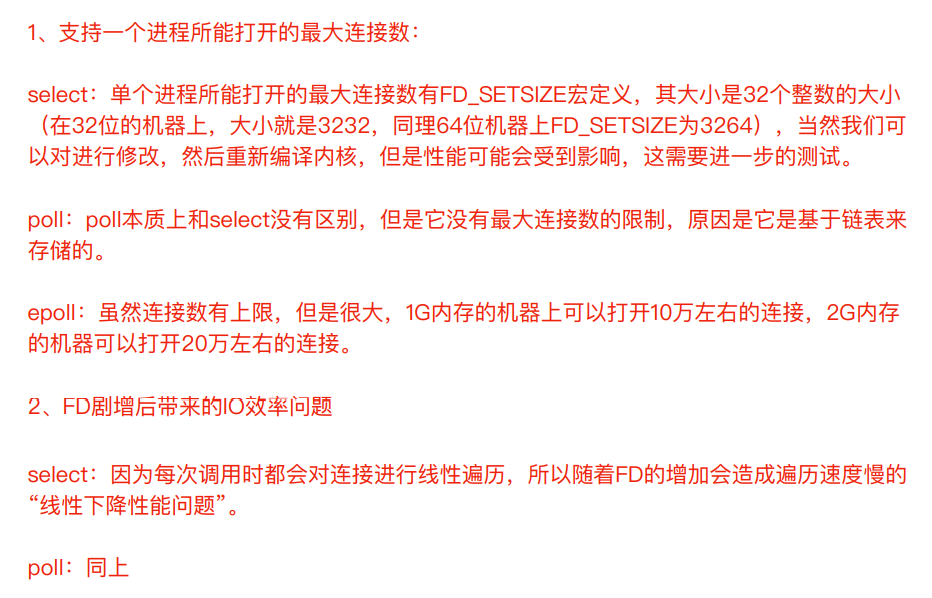 1、支持一个进程所能打开的最大连接数：
select：单个进程所能打开的最大连接数有FD_SETSIZE宏定义，其大小是32个整数的大小
（在32位的机器上，大小就是3232，同理64位机器上FD_SETSIZE为3264），当然我们可
以对进行修改，然后重新编译内核，但是性能可能会受到影响，这需要进一步的测试。
poll：poll本质上和select没有区别，但是它没有最大连接数的限制，原因是它是基于链表来
存储的。
epoll：虽然连接数有上限，但是很大，1G内存的机器上可以打开10万左右的连接，2G内存
的机器可以打开20万左右的连接。
2、FD剧增后带来的IO效率问题
select：因为每次调用时都会对连接进行线性遍历，所以随着FD的增加会造成遍历速度慢的
“线性下降性能问题”。
poll：同上